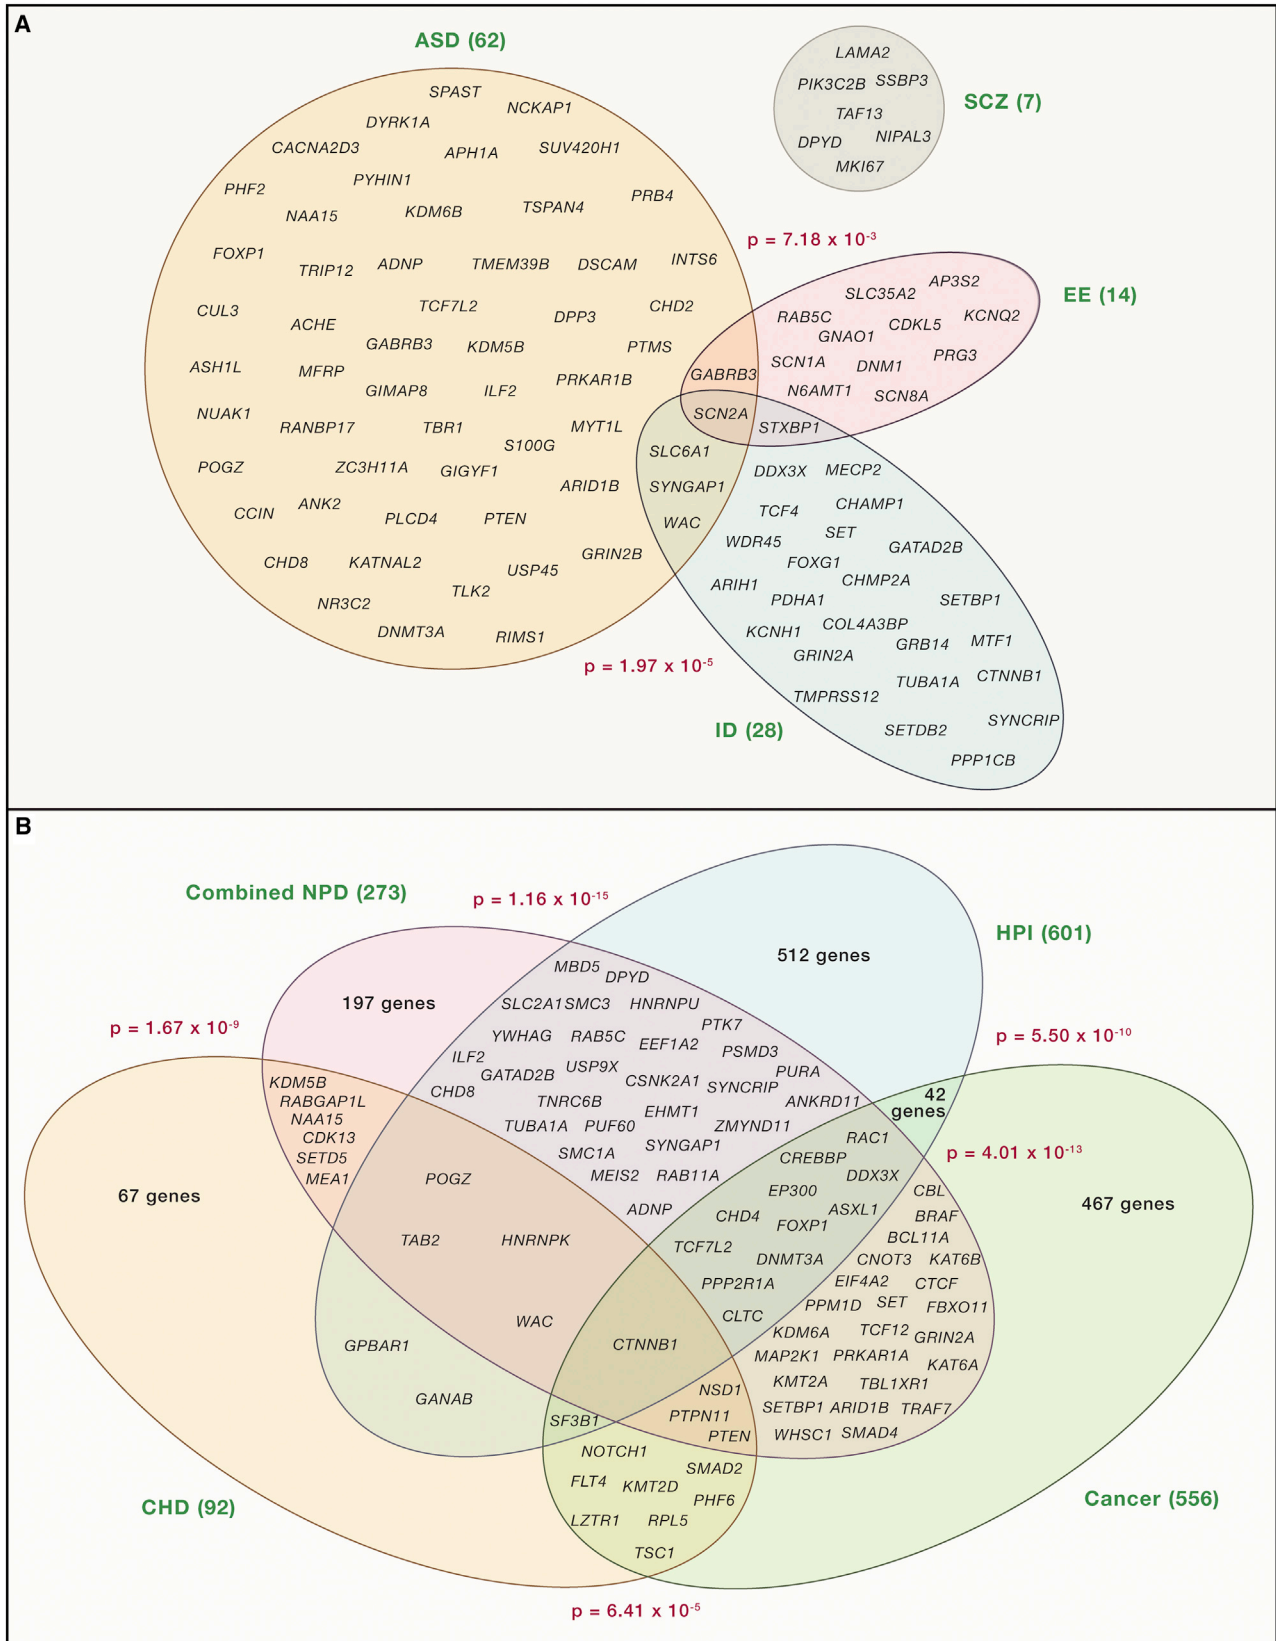 A
ASD (62)
SPAST
NCKAP1
DYRK1A
CACNA2D3
APH1A
SUV420H1
PHF2
PYHIN1
PRB4
NAA15
KDM6B
TSPAN4
FOXP1
TRIP12
ADNP
TMEM39B
DSCAM
INTS6
CUL3
ACHE
TCF7L2
DPP3
CHD2
GABRB3
KDM5B
PTMS
ASH1L
MFRP
GIMAP8
ILF2
PRKAR1B
NUAK1
RANBP17
TBR1
MYT1L
S100G
POGZ
ZC3H11A
GIGYF1
ARID1B
CCIN
ANK2
PLCD4
PTEN
CHD8
KATNAL2
USP45
GRIN2B
NR3C2
TLK2
DNMT3A
RIMS1
SCZ (7)
LAMA2
PIK3C2B
SSBP3
TAF13
DPYD
NIPAL3
MKI67
p = 7.18 x 10-3
EE (14)
AP3S2
SLC35A2
RAB5C
CDKL5
KCNQ2
GNAO1
SCN1A
DNM1
PRG3
N6AMT1
SCN8A
GABRB3
SCN2A
STXBP1
SLC6A1
SYNGAP1
WAC
DDX3X
MECP2
TCF4
CHAMP1
WDR45
SET
GATAD2B
FOXG1
ARIH1
CHMP2A
PDHA1
SETBP1
KCNH1
COL4A3BP
GRB14
MTF1
GRIN2A
TUBA1A
CTNNB1
TMPRSS12
SETDB2
SYNCRIP
PPP1CB
p = 1.97 x 10-5
ID (28)
B
Combined NPD (273)
p = 1.16 x 10-15
HPI (601)
512 genes
197 genes
p = 1.67 x 10-9
p = 5.50 x 10-10
MBD5
DPYD
SLC2A1 SMC3 HNRNPU
PTK7
YWHAG
RAB5C
EEF1A2
PSMD3
ILF2
GATAD2B
USP9X
CSNK2A1
SYNCRIP
PURA
CHD8
TNRC6B
EHMT1
ANKRD11
TUBA1A
PUF60
ZMYND11
SMC1A
SYNGAP1
MEIS2
RAB11A
ADNP
KDM5B
RABGAP1L
NAA15
CDK13
SETD5
MEA1
42
genes
p = 4.01 x 10-13
67 genes
467 genes
POGZ
TAB2
HNRNPK
WAC
RAC1
CREBBP
DDX3X
EP300
CHD4
ASXL1
FOXP1
TCF7L2
DNMT3A
PPP2R1A
CLTC
CBL
BRAF
BCL11A
CNOT3
KAT6B
EIF4A2
CTCF
PPM1D
SET
FBXO11
KDM6A
TCF12
GRIN2A
MAP2K1
PRKAR1A
KAT6A
KMT2A
TBL1XR1
SETBP1 ARID1B TRAF7
WHSC1 SMAD4
GPBAR1
GANAB
CTNNB1
NSD1
PTPN11
PTEN
SF3B1
NOTCH1
SMAD2
FLT4
KMT2D
PHF6
LZTR1
RPL5
TSC1
CHD (92)
Cancer (556)
p = 6.41 x 10-5